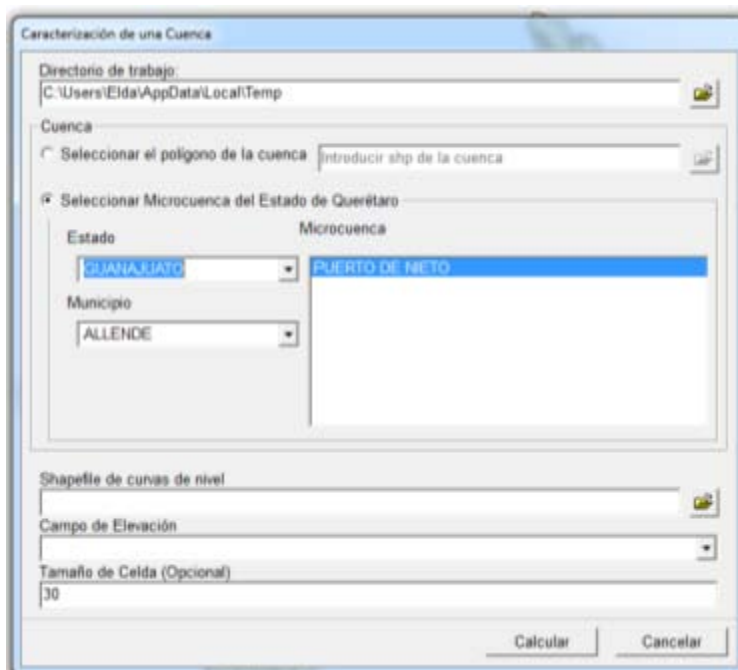 Caracterización de una Cuenca
Directorio de trabajo:
C:\Users\Elda\AppData\Local\Temp
Cuenca
Seleccionar el polígono de la cuenca
Introducir shp de la cuenca
Seleccionar Microcuenca del Estado de Querétaro
Estado
Microcuenca
GUANAJUATO
PUERTO DE NIETO
Municipio
ALLENDE
Shapefile de curvas de nivel
Campo de Elevación
Tamaño de Celda (Opcional)
30
Calcular
Cancelar